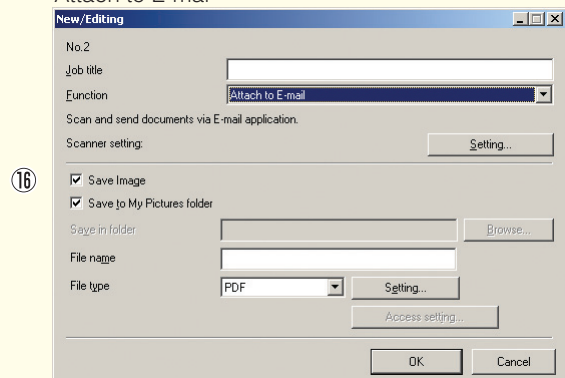 Attach to E-mail
New/Editing
No.2
Job title
Function Attach to E-mail
Scan and send documents via E-mail application.
Scanner setting: Setting...
⑯
Save Image
Save to My Pictures folder
Save in folder Browse...
File name
File type PDF Setting...
Access setting...
OK Cancel